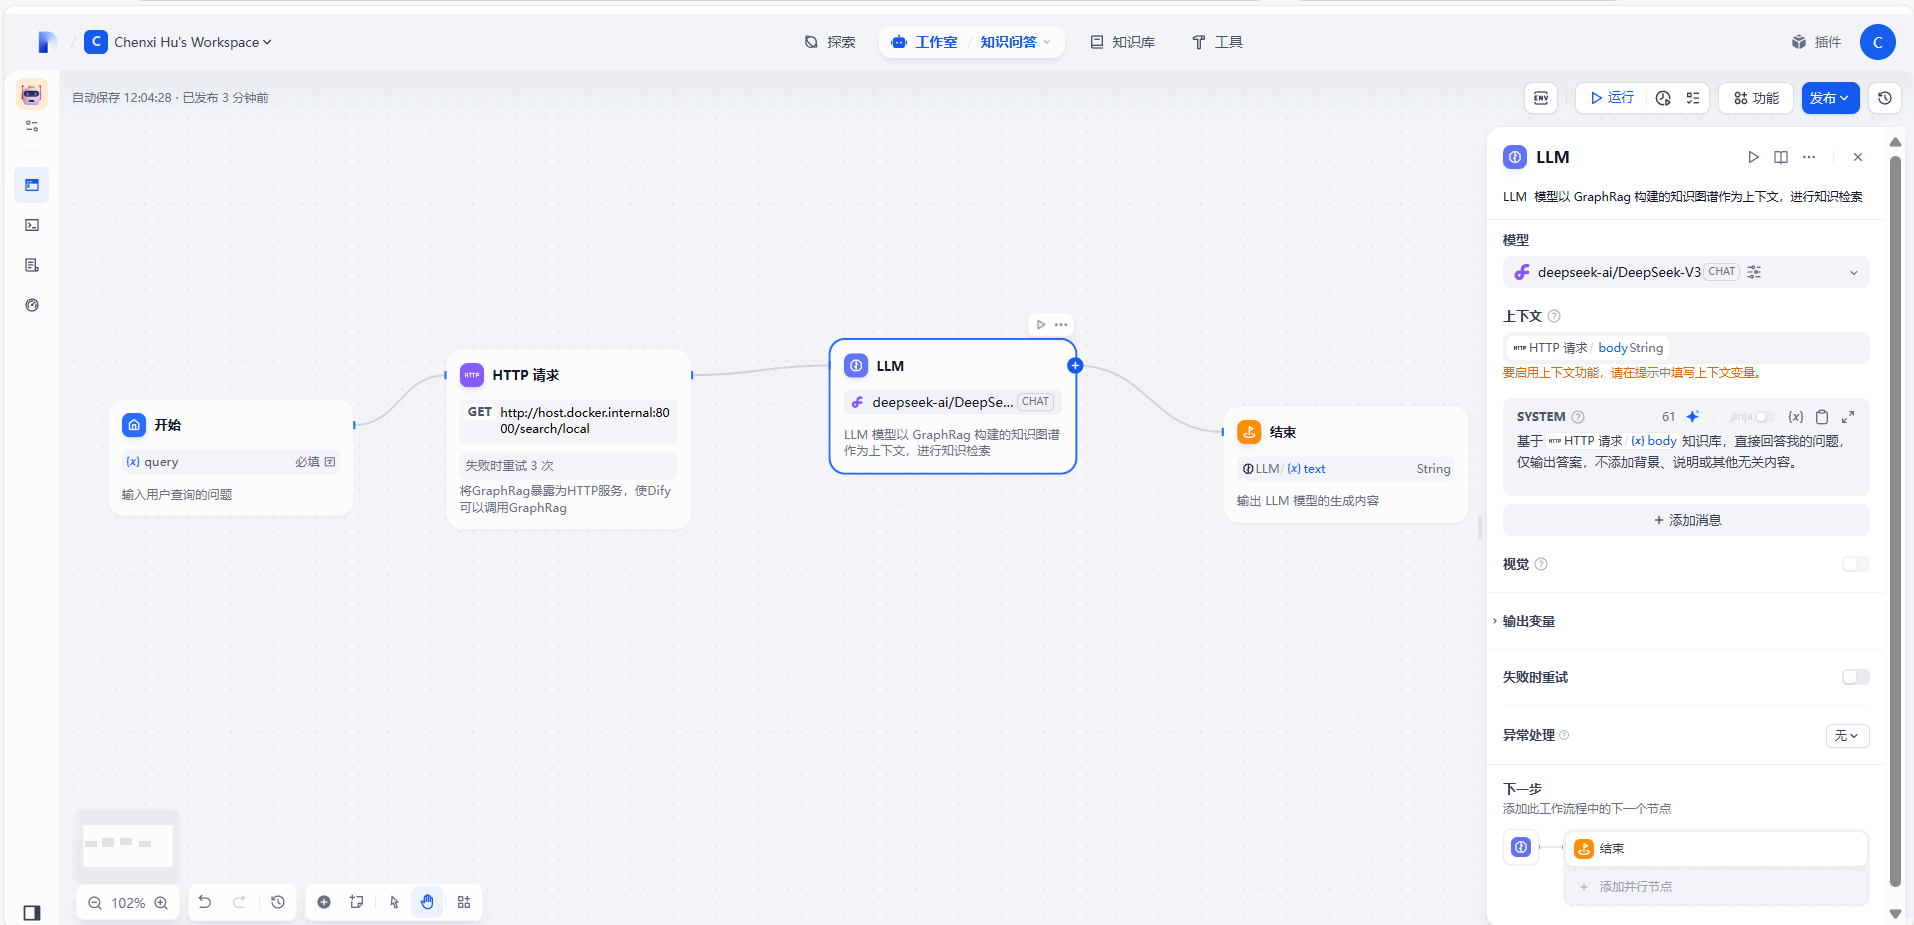 C Chenxi Hu's Workspace
探索
工作室 / 知识问答
知识库
工具
插件
C
自动保存 12:04:28 · 已发布 3 分钟前
ENV
运行
功能
发布
开始
{x} query 必填
输入用户查询的问题
HTTP HTTP 请求
GET http://host.docker.internal:80
00/search/local
失败时重试 3 次
将GraphRag暴露为HTTP服务，使Dify
可以调用GraphRag
LLM
deepseek-ai/DeepSe... CHAT
LLM 模型以 GraphRag 构建的知识图谱
作为上下文，进行知识检索
结束
LLM / {x} text String
输出 LLM 模型的生成内容
102%
LLM
LLM 模型以 GraphRag 构建的知识图谱作为上下文，进行知识检索
模型
deepseek-ai/DeepSeek-V3 CHAT
上下文
HTTP HTTP 请求 / body String
要启用上下文功能，请在提示中填写上下文变量。
SYSTEM 61 Jinja {x}
基于 HTTP HTTP 请求 / {x} body 知识库，直接回答我的问题，
仅输出答案，不添加背景、说明或其他无关内容。
+ 添加消息
视觉
输出变量
失败时重试
异常处理 无
下一步
添加此工作流程中的下一个节点
结束
+ 添加并行节点